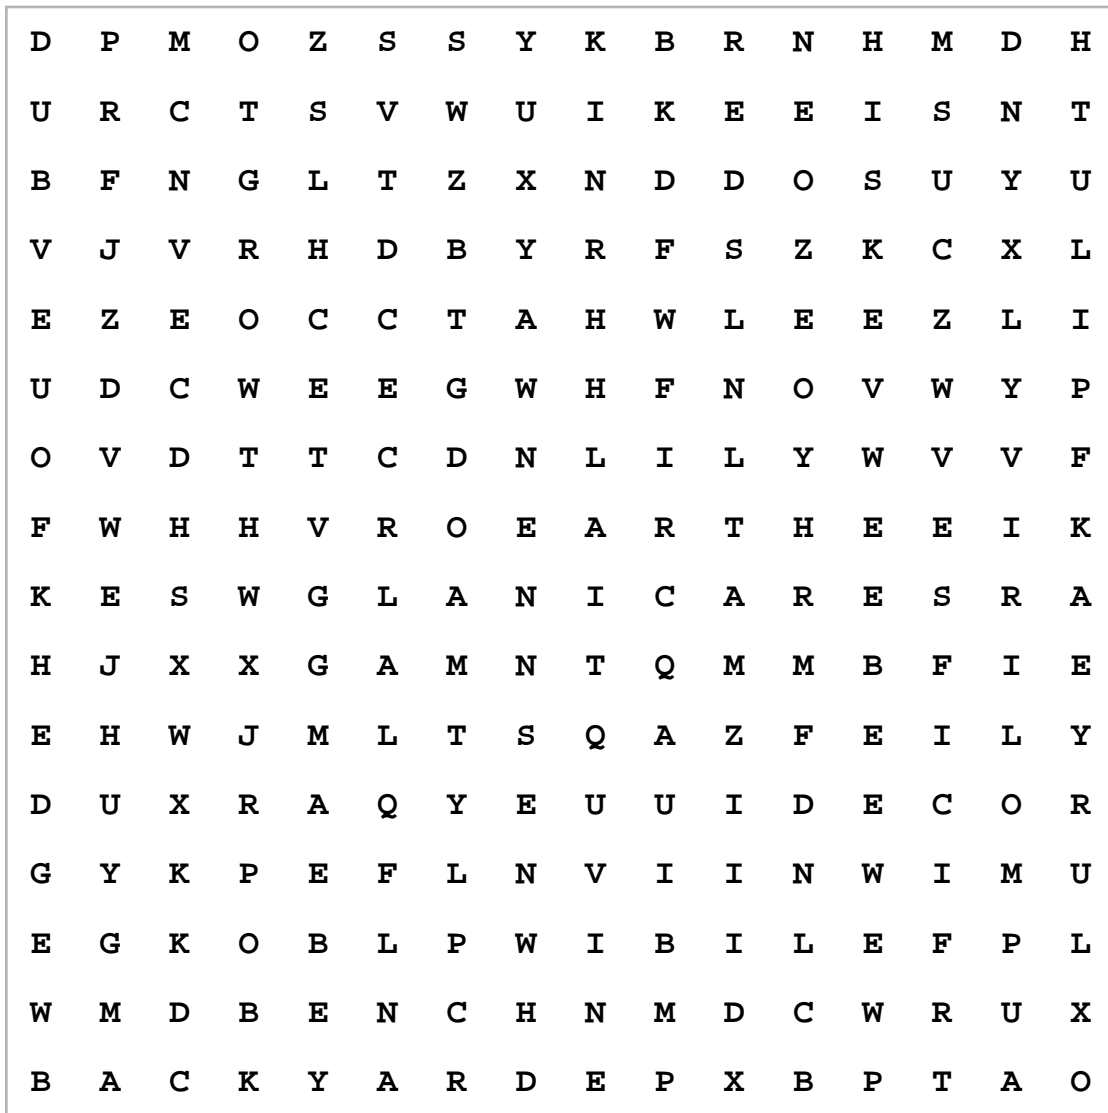 D P M O Z S S Y K B R N H M D H
U R C T S V W U I K E E I S N T
B F N G L T Z X N D D O S U Y U
V J V R H D B Y R F S Z K C X L
E Z E O C C T A H W L E E Z L I
U D C W E E G W H F N O V W Y P
O V D T T C D N L I L Y W V V F
F W H H V R O E A R T H E E I K
K E S W G L A N I C A R E S R A
H J X X G A M N T Q M M B F I E
E H W J M L T S Q A Z F E I L Y
D U X R A Q Y E U U I D E C O R
G Y K P E F L N V I I N W I M U
E G K O B L P W I B I L E F P L
W M D B E N C H N M D C W R U X
B A C K Y A R D E P X B P T A O